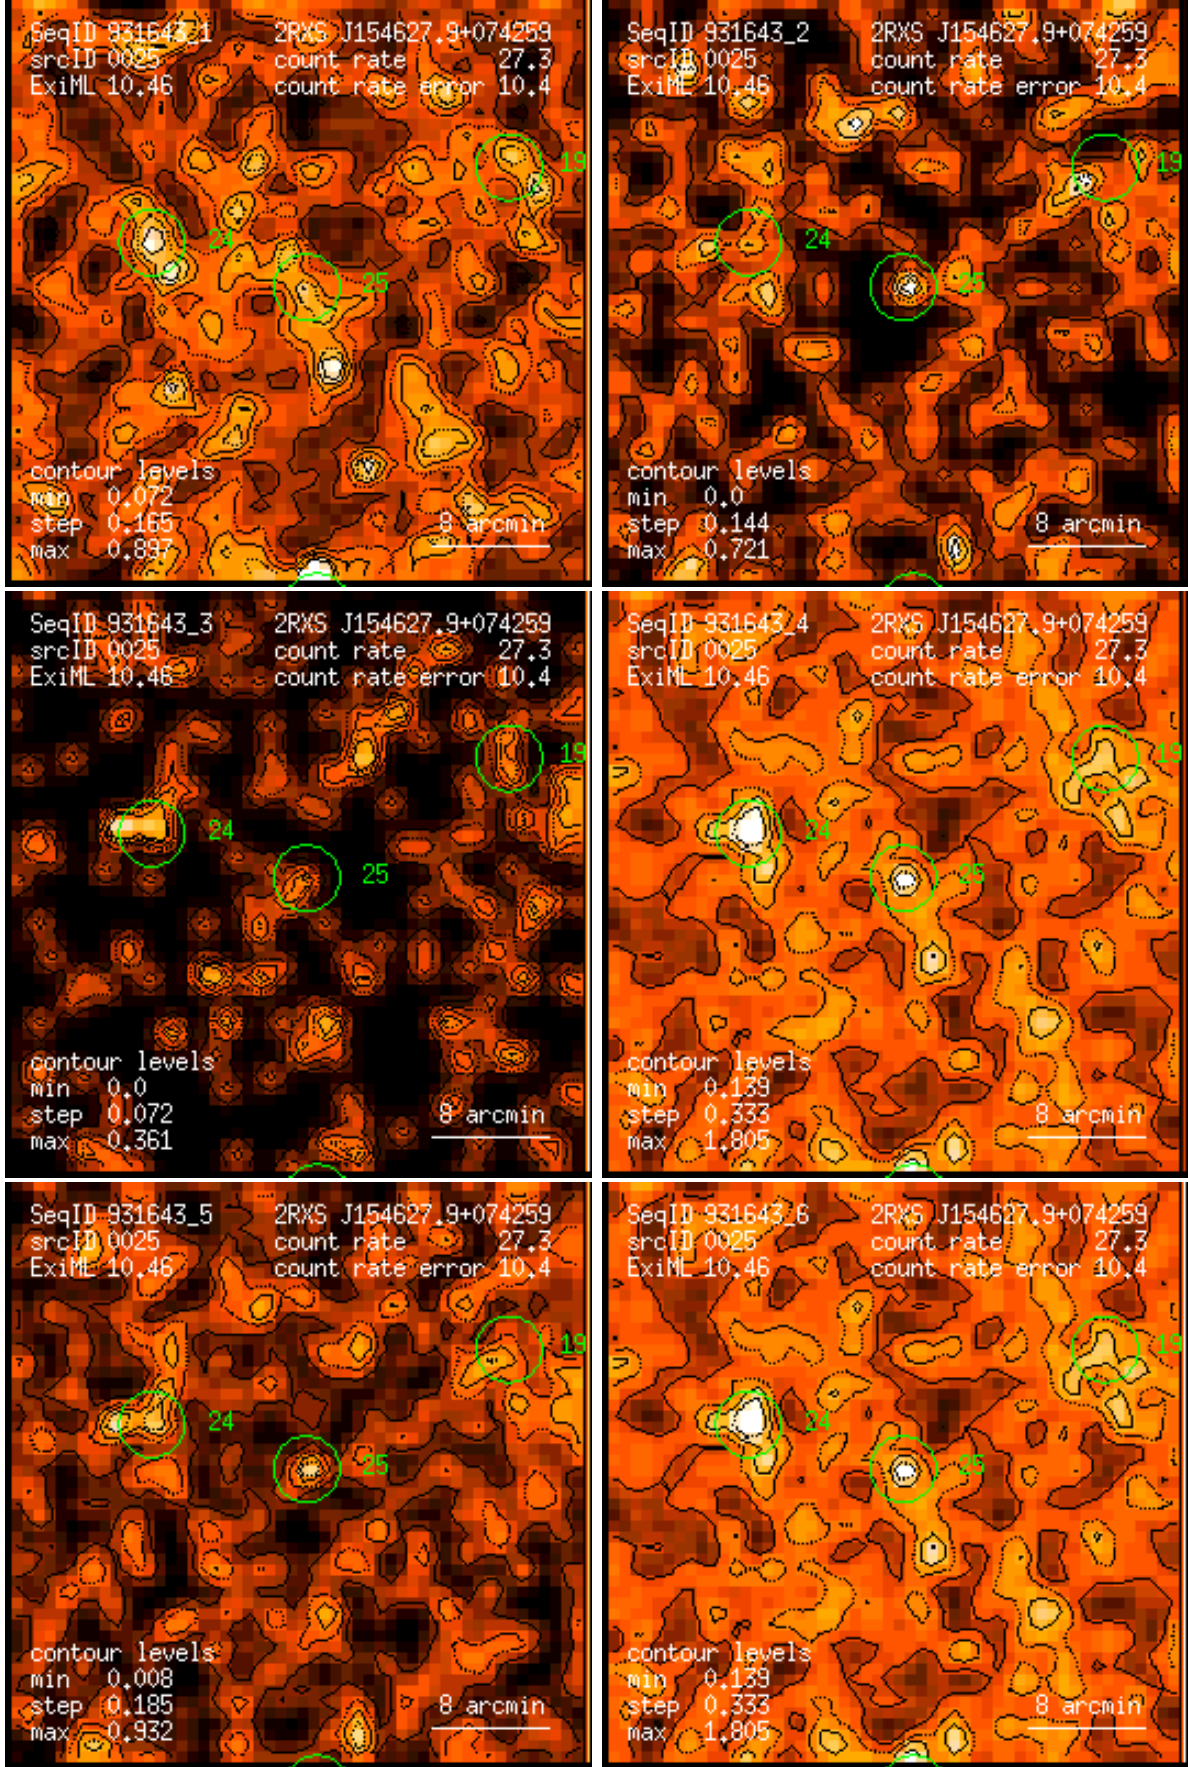 SeqID 931643_1 2RXS J154627.9+074259
srcID 0025 count rate 27.3
ExiML 10.46 count rate error 10.4
19
24
25
contour levels
min 0.072
step 0.165
max 0.897
8 arcmin
SeqID 931643_2 2RXS J154627.9+074259
srcID 0025 count rate 27.3
ExiML 10.46 count rate error 10.4
19
24
25
contour levels
min 0.0
step 0.144
max 0.721
8 arcmin
SeqID 931643_3 2RXS J154627.9+074259
srcID 0025 count rate 27.3
ExiML 10.46 count rate error 10.4
19
24
25
contour levels
min 0.0
step 0.072
max 0.361
8 arcmin
SeqID 931643_4 2RXS J154627.9+074259
srcID 0025 count rate 27.3
ExiML 10.46 count rate error 10.4
19
24
25
contour levels
min 0.139
step 0.333
max 1.805
8 arcmin
SeqID 931643_5 2RXS J154627.9+074259
srcID 0025 count rate 27.3
ExiML 10.46 count rate error 10.4
19
24
25
contour levels
min 0.008
step 0.185
max 0.932
8 arcmin
SeqID 931643_6 2RXS J154627.9+074259
srcID 0025 count rate 27.3
ExiML 10.46 count rate error 10.4
19
24
25
contour levels
min 0.139
step 0.333
max 1.805
8 arcmin